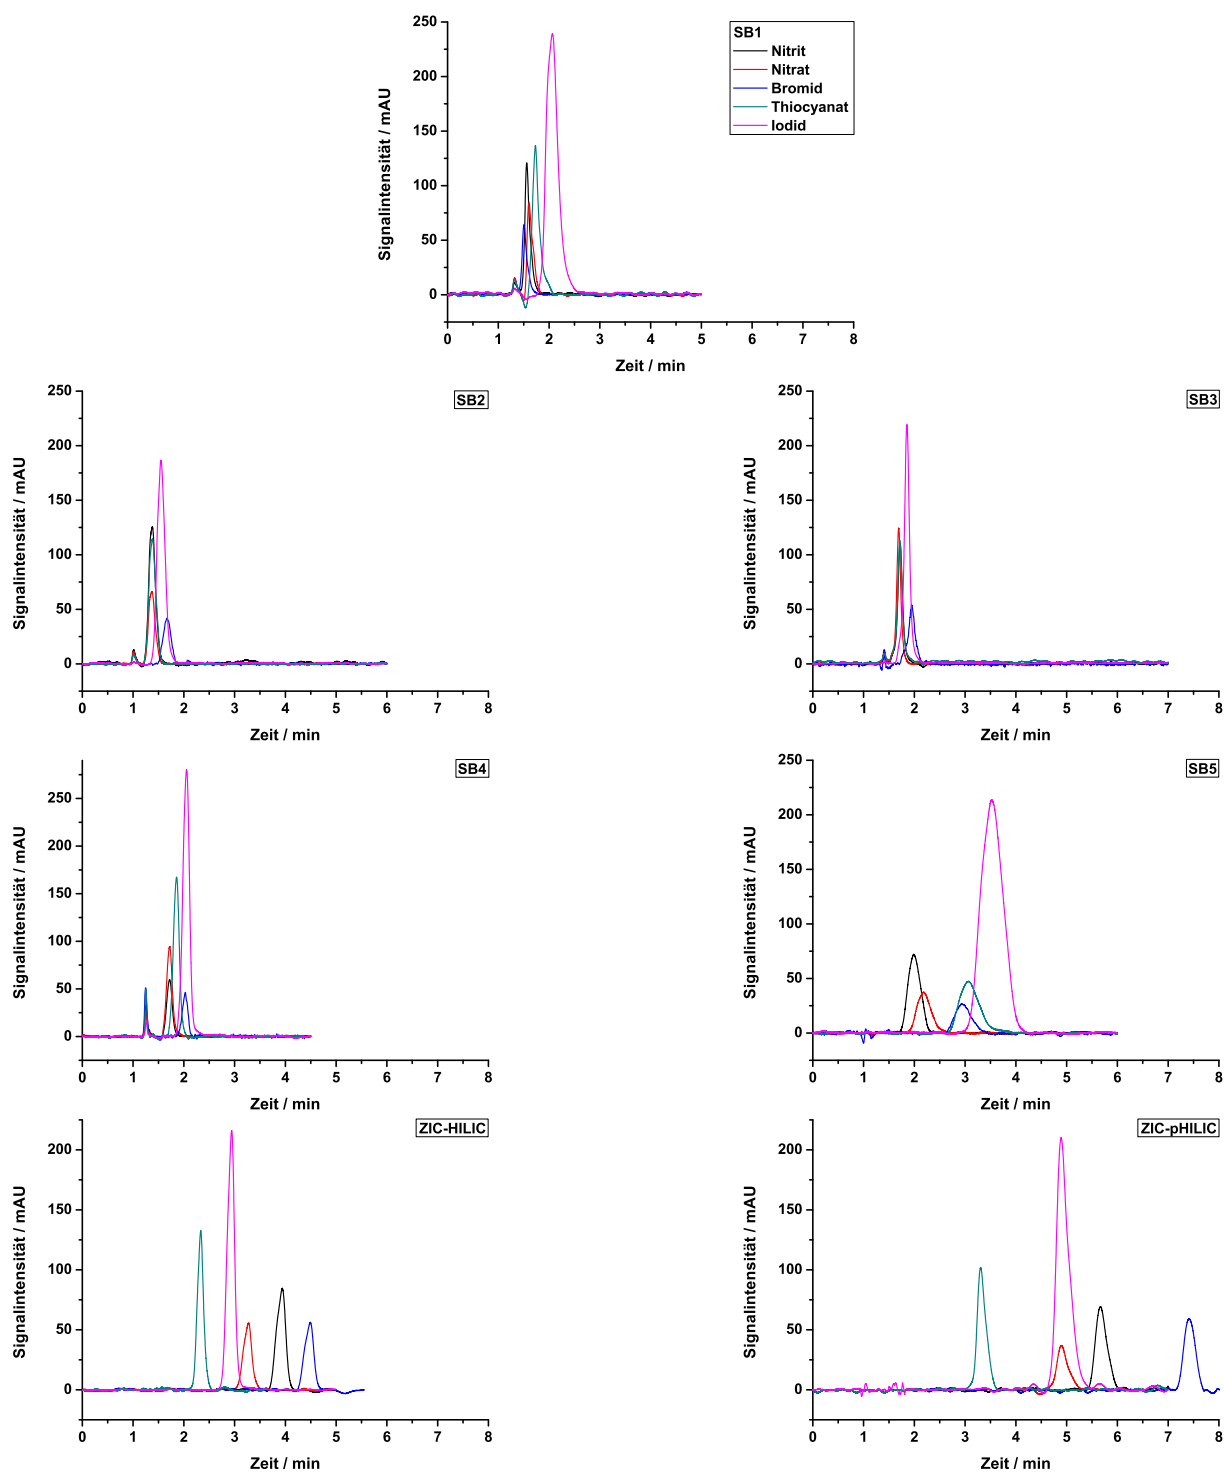 SB1
Nitrit
Nitrat
Bromid
Thiocyanat
Iodid
Signalintensität / mAU
250
200
150
100
50
0
0 1 2 3 4 5 6 7 8
Zeit / min
SB2
Signalintensität / mAU
250
200
150
100
50
0
0 1 2 3 4 5 6 7 8
Zeit / min
SB3
Signalintensität / mAU
250
200
150
100
50
0
0 1 2 3 4 5 6 7 8
Zeit / min
SB4
Signalintensität / mAU
250
200
150
100
50
0
0 1 2 3 4 5 6 7 8
Zeit / min
SB5
Signalintensität / mAU
250
200
150
100
50
0
0 1 2 3 4 5 6 7 8
Zeit / min
ZIC-HILIC
Signalintensität / mAU
200
150
100
50
0
0 1 2 3 4 5 6 7 8
Zeit / min
ZIC-pHILIC
Signalintensität / mAU
200
150
100
50
0
0 1 2 3 4 5 6 7 8
Zeit / min